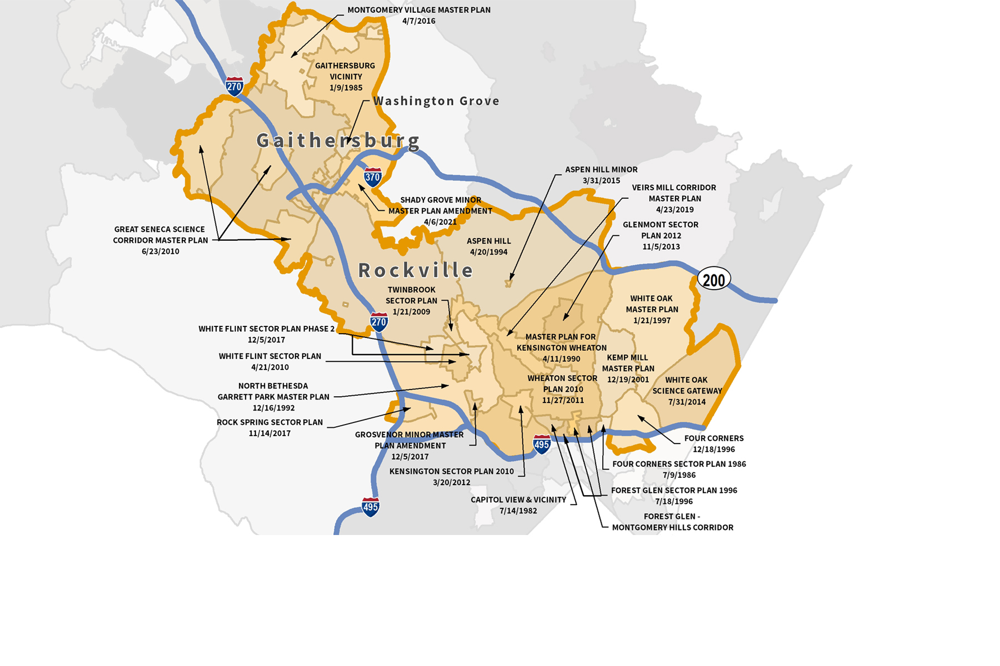 MONTGOMERY VILLAGE MASTER PLAN
4/7/2016
GAITHERSBURG
VICINITY
1/9/1985
270
Washington Grove
Gaithersburg
370
ASPEN HILL MINOR
3/31/2015
VEIRS MILL CORRIDOR
MASTER PLAN
4/23/2019
SHADY GROVE MINOR
MASTER PLAN AMENDMENT
4/6/2021
GLENMONT SECTOR
PLAN 2012
11/5/2013
GREAT SENECA SCIENCE
CORRIDOR MASTER PLAN
6/23/2010
ASPEN HILL
4/20/1994
Rockville
200
TWINBROOK
SECTOR PLAN
1/21/2009
WHITE OAK
MASTER PLAN
1/21/1997
270
WHITE FLINT SECTOR PLAN PHASE 2
12/5/2017
MASTER PLAN FOR
KENSINGTON WHEATON
4/11/1990
WHITE FLINT SECTOR PLAN
4/21/2010
KEMP MILL
MASTER PLAN
12/19/2001
WHEATON SECTOR
PLAN 2010
11/27/2011
WHITE OAK
SCIENCE GATEWAY
7/31/2014
NORTH BETHESDA
GARRETT PARK MASTER PLAN
12/16/1992
ROCK SPRING SECTOR PLAN
11/14/2017
GROSVENOR MINOR MASTER
PLAN AMENDMENT
12/5/2017
495
FOUR CORNERS
12/18/1996
FOUR CORNERS SECTOR PLAN 1986
7/9/1986
KENSINGTON SECTOR PLAN 2010
3/20/2012
FOREST GLEN SECTOR PLAN 1996
7/18/1996
CAPITOL VIEW & VICINITY
7/14/1982
495
FOREST GLEN -
MONTGOMERY HILLS CORRIDOR